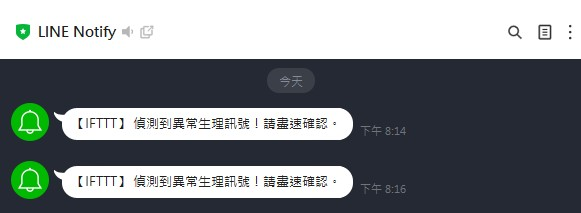 LINE Notify
今天
【IFTTT】 偵測到異常生理訊號！請盡速確認。
下午 8:14
【IFTTT】 偵測到異常生理訊號！請盡速確認。
下午 8:16